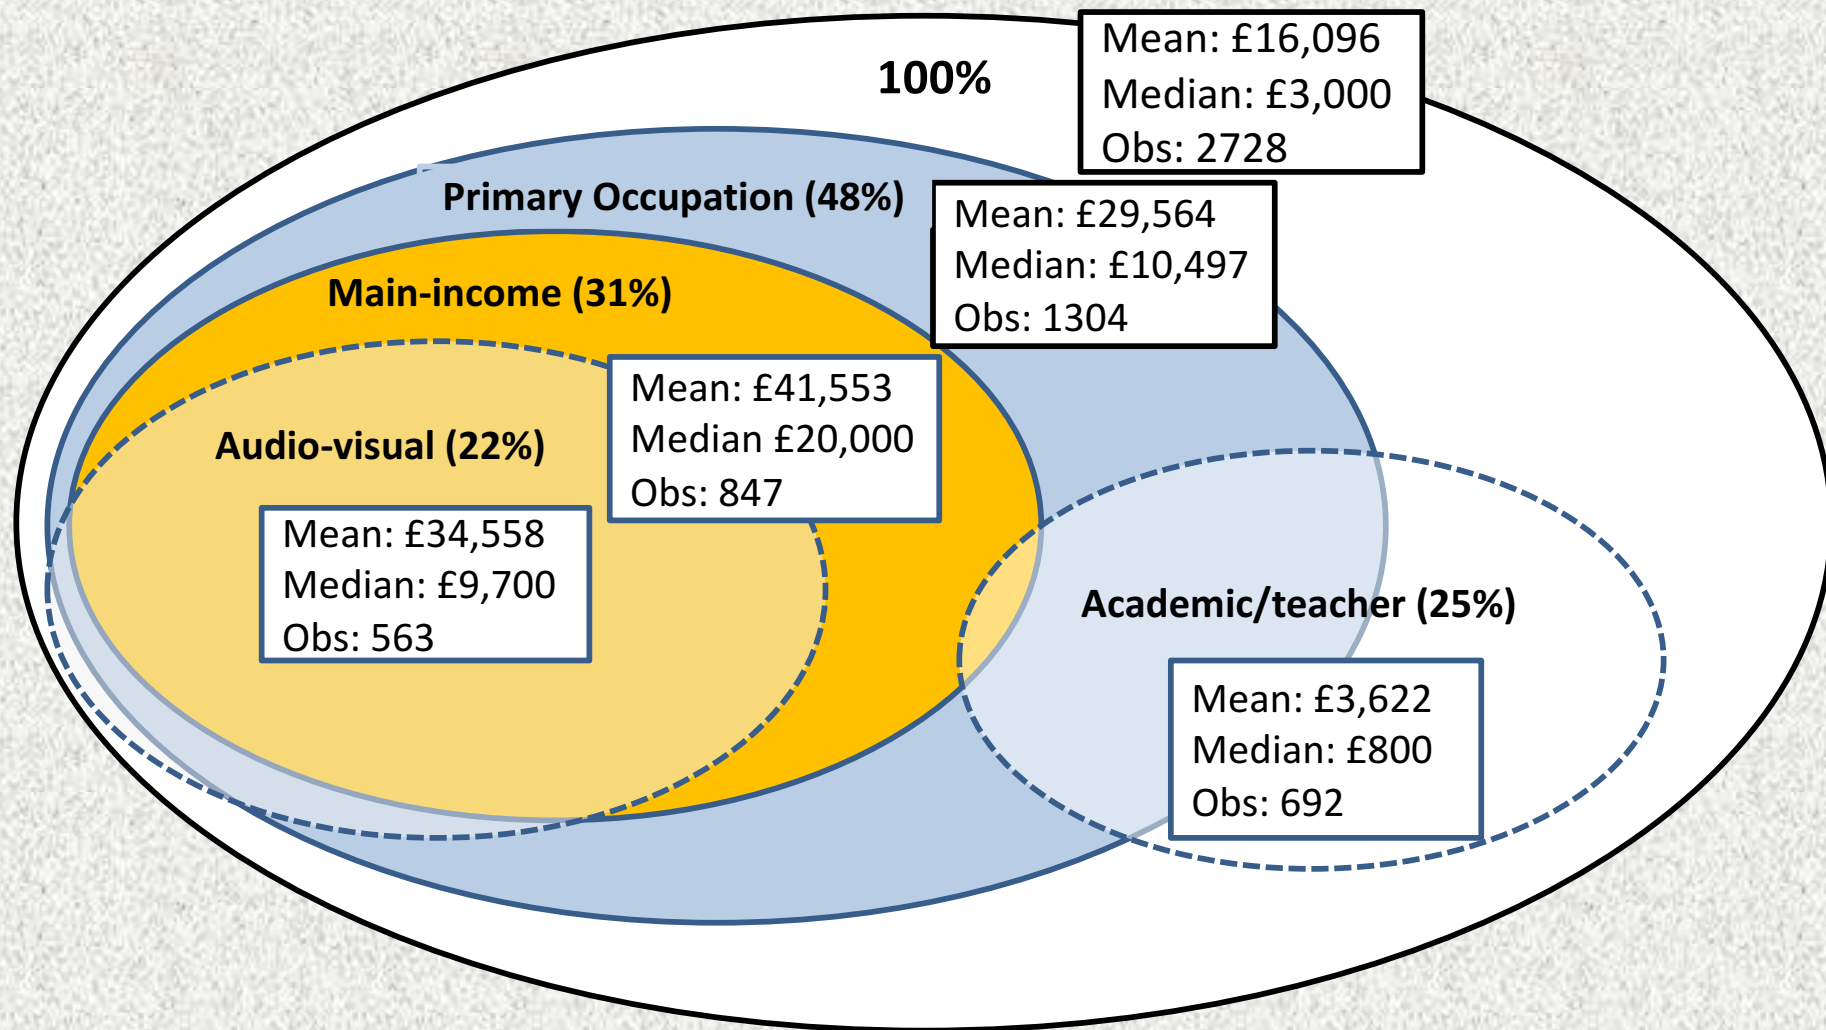 100%
Mean: £16,096
Median: £3,000
Obs: 2728
Primary Occupation (48%)
Mean: £29,564
Median: £10,497
Obs: 1304
Main-income (31%)
Mean: £41,553
Median £20,000
Obs: 847
Audio-visual (22%)
Mean: £34,558
Median: £9,700
Obs: 563
Academic/teacher (25%)
Mean: £3,622
Median: £800
Obs: 692